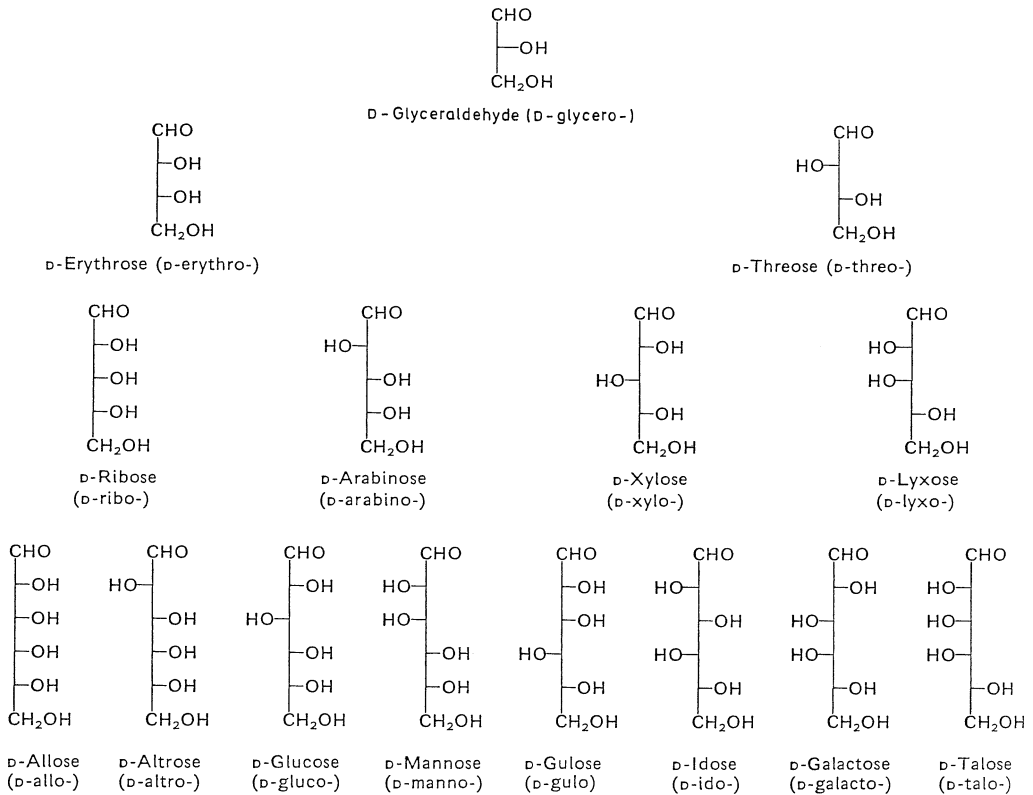 CHO
OH
CH₂OH
D-Glyceraldehyde (D-glycero-)
CHO
OH
OH
CH₂OH
D-Erythrose (D-erythro-)
CHO
HO
OH
CH₂OH
D-Threose (D-threo-)
CHO
OH
OH
OH
CH₂OH
D-Ribose
(D-ribo-)
CHO
HO
OH
OH
CH₂OH
D-Arabinose
(D-arabino-)
CHO
OH
HO
OH
CH₂OH
D-Xylose
(D-xylo-)
CHO
HO
HO
OH
CH₂OH
D-Lyxose
(D-lyxo-)
CHO
OH
OH
OH
OH
CH₂OH
D-Allose
(D-allo-)
CHO
HO
OH
OH
OH
CH₂OH
D-Altrose
(D-altro-)
CHO
OH
HO
OH
OH
CH₂OH
D-Glucose
(D-gluco-)
CHO
HO
HO
OH
OH
CH₂OH
D-Mannose
(D-manno-)
CHO
OH
OH
HO
OH
CH₂OH
D-Gulose
(D-gulo)
CHO
HO
OH
HO
OH
CH₂OH
D-Idose
(D-ido-)
CHO
OH
HO
HO
OH
CH₂OH
D-Galactose
(D-galacto-)
CHO
HO
HO
HO
OH
CH₂OH
D-Talose
(D-talo-)